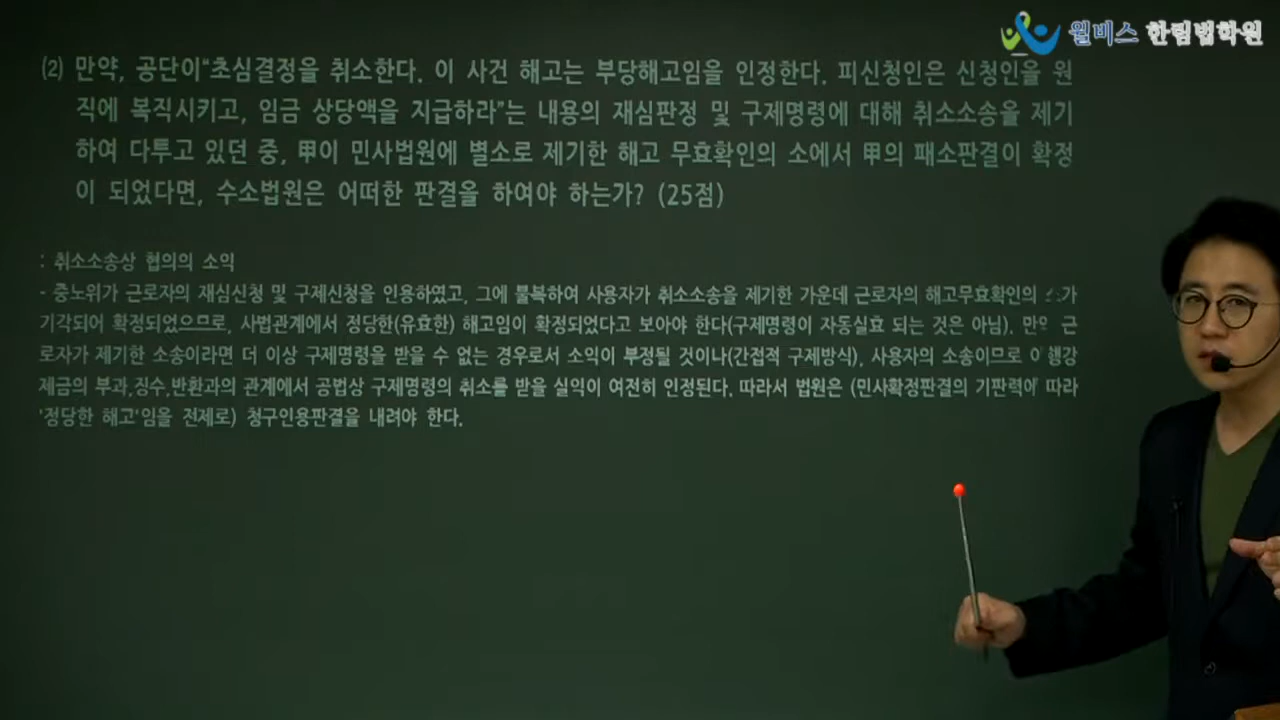 윌비스 한림법학원
(2) 만약, 공단이"초심결정을 취소한다. 이 사건 해고는 부당해고임을 인정한다. 피신청인은 신청인을 원
직에 복직시키고, 임금 상당액을 지급하라"는 내용의 재심판정 및 구제명령에 대해 취소소송을 제기
하여 다투고 있던 중, 甲이 민사법원에 별소로 제기한 해고 무효확인의 소에서 甲의 패소판결이 확정
이 되었다면, 수소법원은 어떠한 판결을 하여야 하는가? (25점)
: 취소소송상 협의의 소익
- 중노위가 근로자의 재심신청 및 구제신청을 인용하였고, 그에 불복하여 사용자가 취소소송을 제기한 가운데 근로자의 해고무효확인의
기각되어 확정되었으므로, 사법관계에서 정당한(유효한) 해고임이 확정되었다고 보아야 한다(구제명령이 자동실효 되는 것은 아님). 만약 근
로자가 제기한 소송이라면 더 이상 구제명령을 받을 수 없는 경우로서 소익이 부정될 것이나(간접적 구제방식), 사용자의 소송이므로 이행강
제금의 부과,징수,반환과의 관계에서 공법상 구제명령의 취소를 받을 실익이 여전히 인정된다. 따라서 법원은 (민사확정판결의 기판력에 따라
'정당한 해고'임을 전제로) 청구인용판결을 내려야 한다.